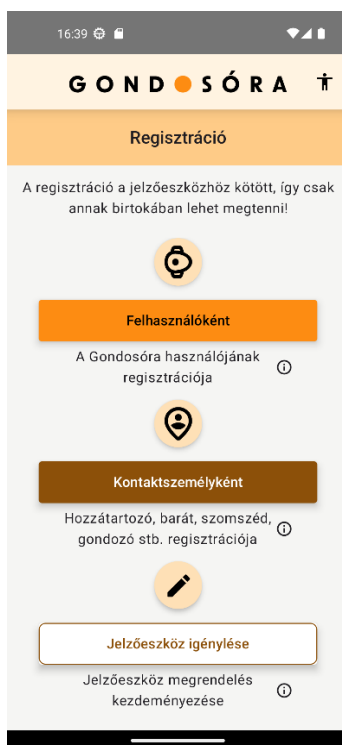 16:39
GONDOSÓRA
Regisztráció
A regisztráció a jelzőeszközhöz kötött, így csak
annak birtokában lehet megtenni!
Felhasználóként
A Gondosóra használójának
regisztrációja
Kontaktszemélyként
Hozzátartozó, barát, szomszéd,
gondozó stb. regisztrációja
Jelzőeszköz igénylése
Jelzőeszköz megrendelés
kezdeményezése